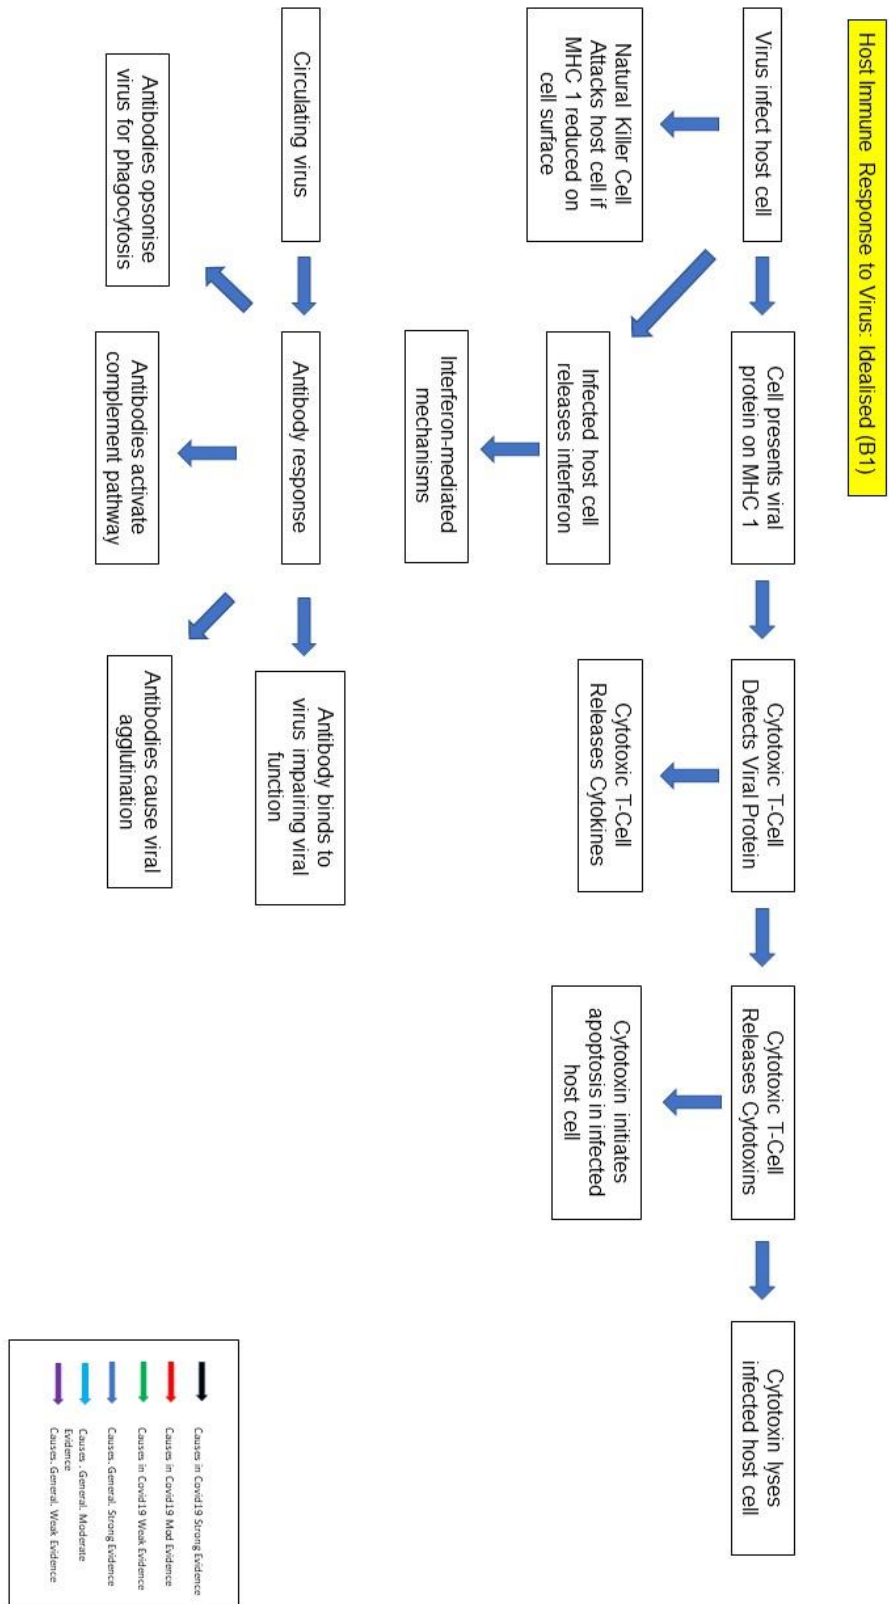 Host Immune Response to Virus: Idealised (B1)
Virus infect host cell
Cell presents viral
protein on MHC 1
Cytotoxic T-Cell
Detects Viral Protein
Cytotoxic T-Cell
Releases Cytotoxins
Cytotoxin lyses
infected host cell
Natural Killer Cell
Attacks host cell if
MHC 1 reduced on
cell surface
Infected host cell
releases interferon
Cytotoxic T-Cell
Releases Cytokines
Cytotoxin initiates
apoptosis in infected
host cell
Interferon-mediated
mechanisms
Circulating virus
Antibody response
Antibody binds to
virus impairing viral
function
Antibodies opsonise
virus for phagocytosis
Antibodies activate
complement pathway
Antibodies cause viral
agglutination
Causes in Covid19 Strong Evidence
Causes in Covid19 Mod Evidence
Causes in Covid19 Weak Evidence
Causes. General. Strong Evidence
Causes . General. Moderate
Evidence
Causes. General. Weak Evidence